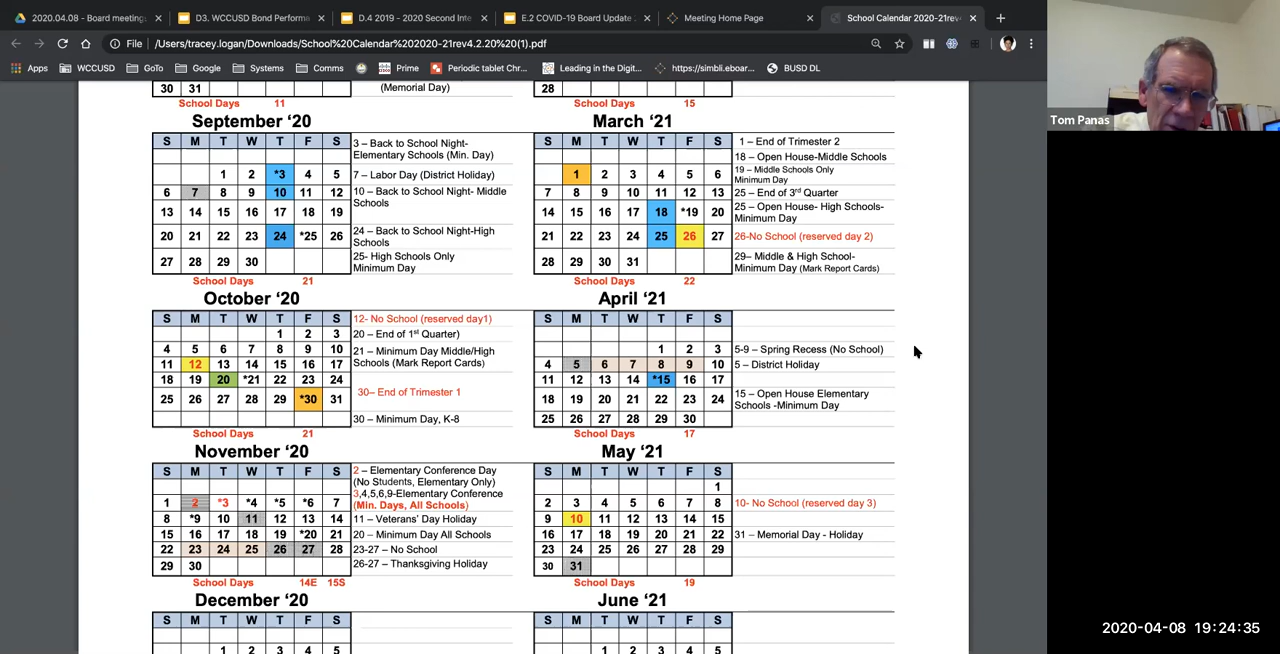 2020.04.08 - Board meeting
D3. WCCUSD Bond Performa
D.4 2019 - 2020 Second Inte
E.2 COVID-19 Board Update
Meeting Home Page
School Calendar 2020-21rev
File | /Users/tracey.logan/Downloads/School%20Calendar%202020-21rev4.2.20%20(1).pdf
Apps WCCUSD GoTo Google Systems Comms Prime Periodic tablet Chr... Leading in the Digit... https://simbli.eboar... BUSD DL
30 31
(Memorial Day)
School Days 11
September '20
S M T W T F S
1 2 *3 4 5
6 7 8 9 10 11 12
13 14 15 16 17 18 19
20 21 22 23 24 *25 26
27 28 29 30
3 – Back to School Night-
Elementary Schools (Min. Day)
7 – Labor Day (District Holiday)
10 – Back to School Night- Middle
Schools
24 – Back to School Night-High
Schools
25- High Schools Only
Minimum Day
School Days 21
October '20
S M T W T F S
1 2 3
4 5 6 7 8 9 10
11 12 13 14 15 16 17
18 19 20 *21 22 23 24
25 26 27 28 29 *30 31
12- No School (reserved day1)
20 – End of 1st Quarter)
21 – Minimum Day Middle/High
Schools (Mark Report Cards)
30– End of Trimester 1
30 – Minimum Day, K-8
School Days 21
November '20
S M T W T F S
1 2 *3 *4 *5 *6 7
8 *9 10 11 12 13 14
15 16 17 18 19 *20 21
22 23 24 25 26 27 28
29 30
2 – Elementary Conference Day
(No Students, Elementary Only)
3,4,5,6,9-Elementary Conference
(Min. Days, All Schools)
11 – Veterans' Day Holiday
20 – Minimum Day All Schools
23-27 – No School
26-27 – Thanksgiving Holiday
School Days 14E 15S
December '20
S M T W T F S
1 2 3 4 5
28
School Days 15
March '21
S M T W T F S
1 2 3 4 5 6
7 8 9 10 11 12 13
14 15 16 17 18 *19 20
21 22 23 24 25 26 27
28 29 30 31
1 – End of Trimester 2
18 – Open House-Middle Schools
19 – Middle Schools Only
Minimum Day
25 – End of 3rd Quarter
25 – Open House- High Schools-
Minimum Day
26-No School (reserved day 2)
29– Middle & High School-
Minimum Day (Mark Report Cards)
School Days 22
April '21
S M T W T F S
1 2 3
4 5 6 7 8 9 10
11 12 13 14 *15 16 17
18 19 20 21 22 23 24
25 26 27 28 29 30
5-9 – Spring Recess (No School)
5 – District Holiday
15 – Open House Elementary
Schools -Minimum Day
School Days 17
May '21
S M T W T F S
1
2 3 4 5 6 7 8
9 10 11 12 13 14 15
16 17 18 19 20 21 22
23 24 25 26 27 28 29
30 31
10- No School (reserved day 3)
31 – Memorial Day - Holiday
School Days 19
June '21
S M T W T F S
1 2 3 4 5
Tom Panas
2020-04-08 19:24:35